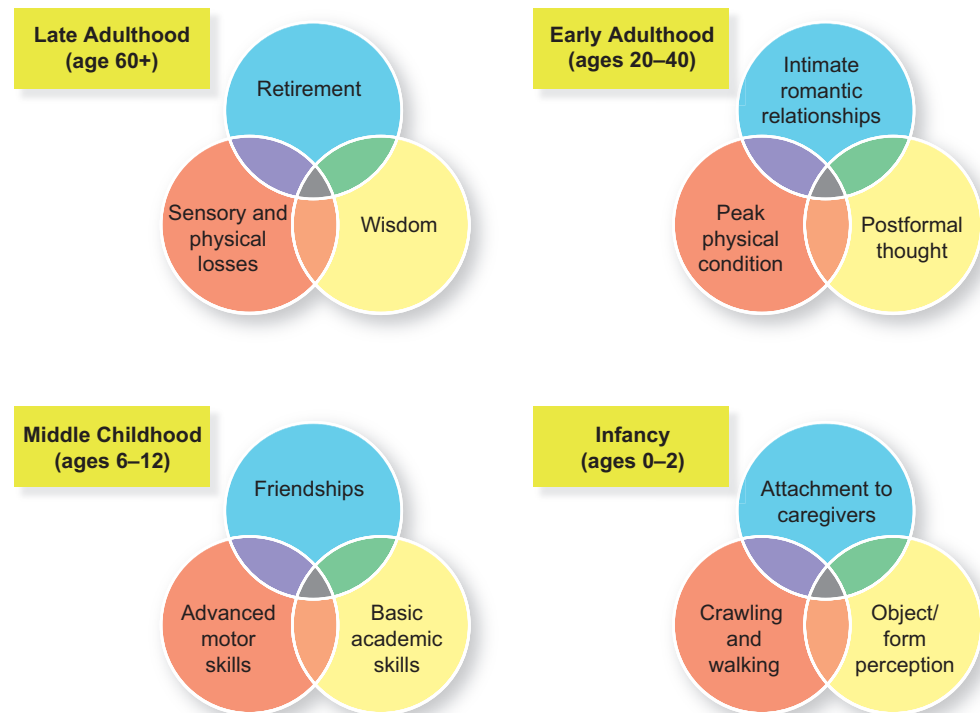 Late Adulthood
(age 60+)
Retirement
Sensory and
physical
losses
Wisdom
Early Adulthood
(ages 20–40)
Intimate
romantic
relationships
Peak
physical
condition
Postformal
thought
Middle Childhood
(ages 6–12)
Friendships
Advanced
motor
skills
Basic
academic
skills
Infancy
(ages 0–2)
Attachment to
caregivers
Crawling
and
walking
Object/
form
perception